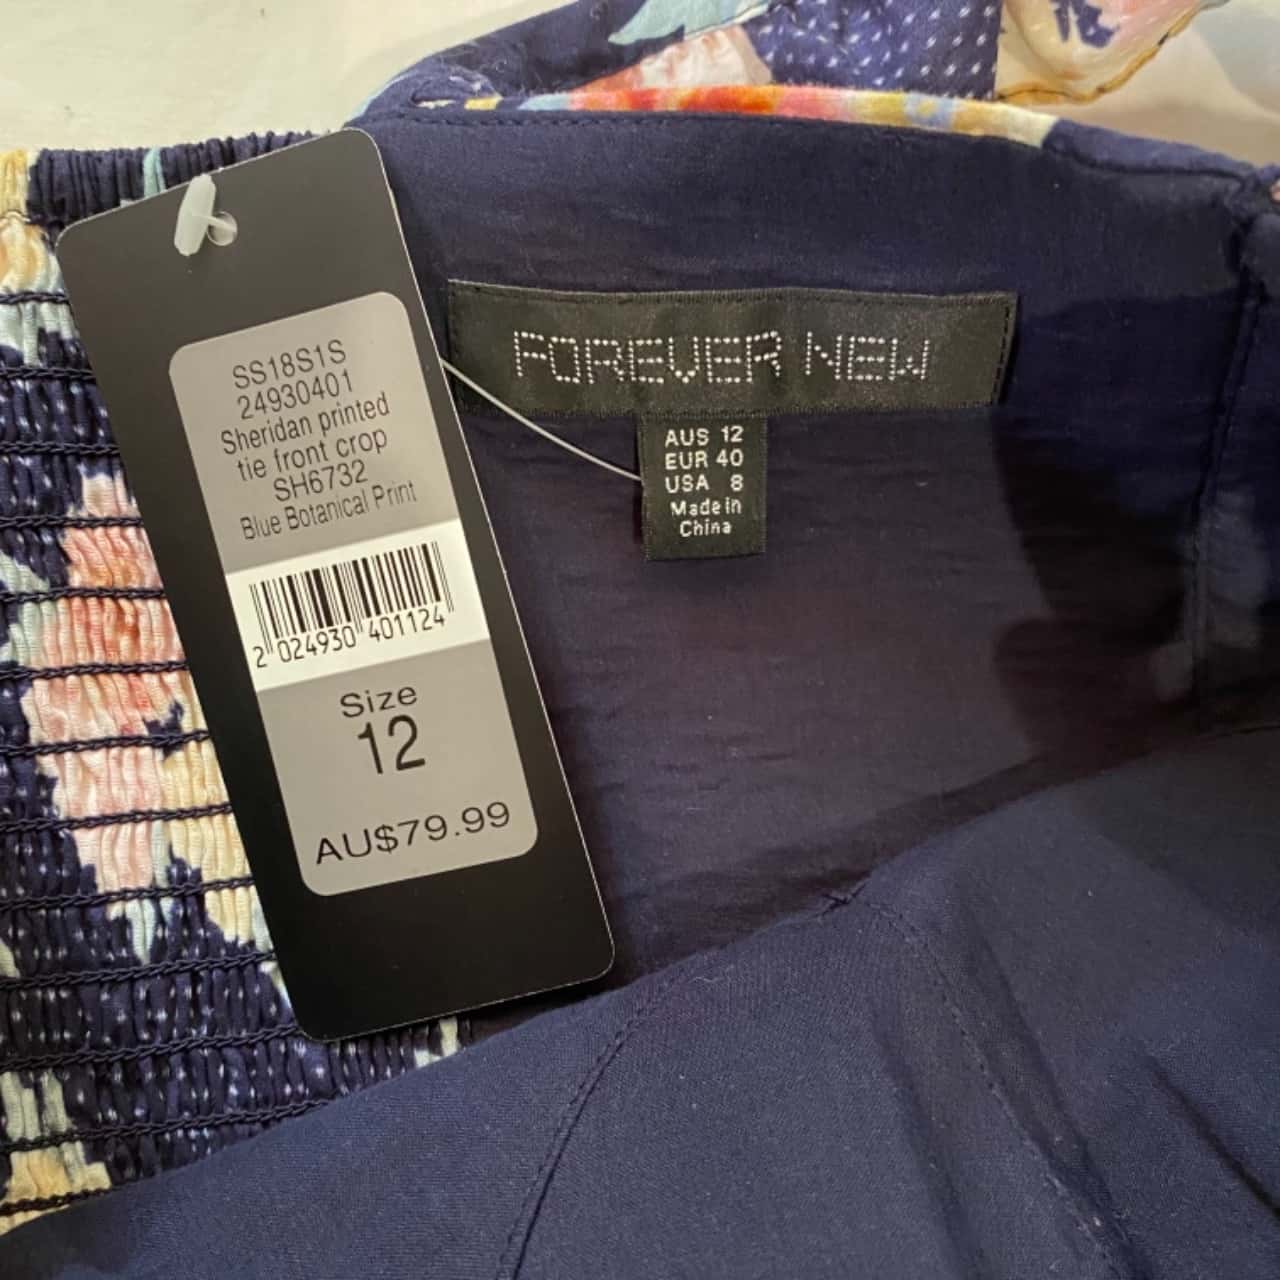 SS18S1S
24930401
Sheridan printed
tie front crop
SH6732
Blue Botanical Print
2 024930 401124
Size
12
AU$79.99
FOREVER NEW
AUS 12
EUR 40
USA 8
Made in
China